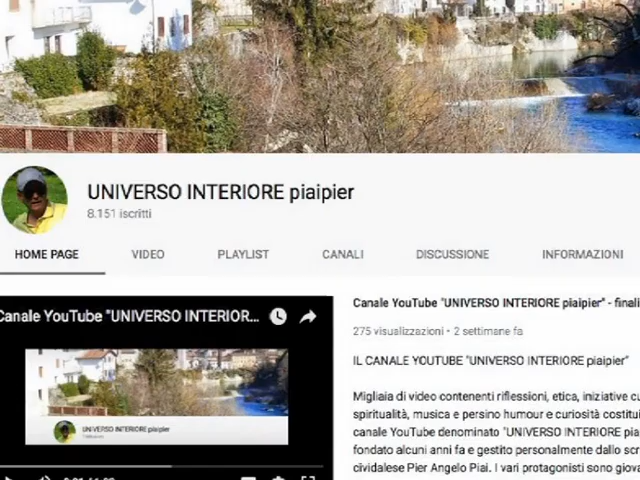 UNIVERSO INTERIORE piaipier
8.151 iscritti
HOME PAGE VIDEO PLAYLIST CANALI DISCUSSIONE INFORMAZIONI
Canale YouTube "UNIVERSO INTERIOR...
UNIVERSO INTERIORE piaipier
Canale YouTube "UNIVERSO INTERIORE piaipier" - finali
275 visualizzazioni • 2 settimane fa
IL CANALE YOUTUBE "UNIVERSO INTERIORE piaipier"
Migliaia di video contenenti riflessioni, etica, iniziative cu
spiritualità, musica e persino humour e curiosità costitui
canale YouTube denominato "UNIVERSO INTERIORE pia
fondato alcuni anni fa e gestito personalmente dallo scr
cividalese Pier Angelo Piai. I vari protagonisti sono giova